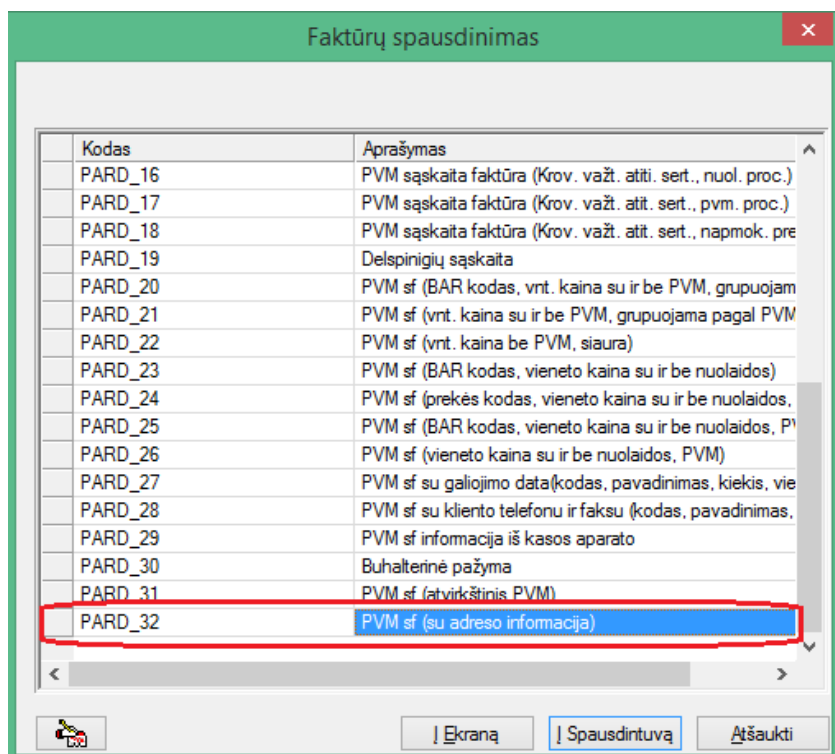 Faktūrų spausdinimas
Kodas Aprašymas
PARD_16 PVM sąskaita faktūra (Krov. važt. atiti. sert., nuol. proc.)
PARD_17 PVM sąskaita faktūra (Krov. važt. atit. sert., pvm. proc.)
PARD_18 PVM sąskaita faktūra (Krov. važt. atit. sert., napmok. pre
PARD_19 Delspinigių sąskaita
PARD_20 PVM sf (BAR kodas, vnt. kaina su ir be PVM, grupuojam
PARD_21 PVM sf (vnt. kaina su ir be PVM, grupuojama pagal PVM
PARD_22 PVM sf (vnt. kaina be PVM, siaura)
PARD_23 PVM sf (BAR kodas, vieneto kaina su ir be nuolaidos)
PARD_24 PVM sf (prekės kodas, vieneto kaina su ir be nuolaidos,
PARD_25 PVM sf (BAR kodas, vieneto kaina su ir be nuolaidos, PV
PARD_26 PVM sf (vieneto kaina su ir be nuolaidos, PVM)
PARD_27 PVM sf su galiojimo data(kodas, pavadinimas, kiekis, vie
PARD_28 PVM sf su kliento telefonu ir faksu (kodas, pavadinimas,
PARD_29 PVM sf informacija iš kasos aparato
PARD_30 Buhalterinė pažyma
PARD_31 PVM sf (atvirkštinis PVM)
PARD_32 PVM sf (su adreso informacija)
Į Ekraną Į Spausdintuvą Atšaukti